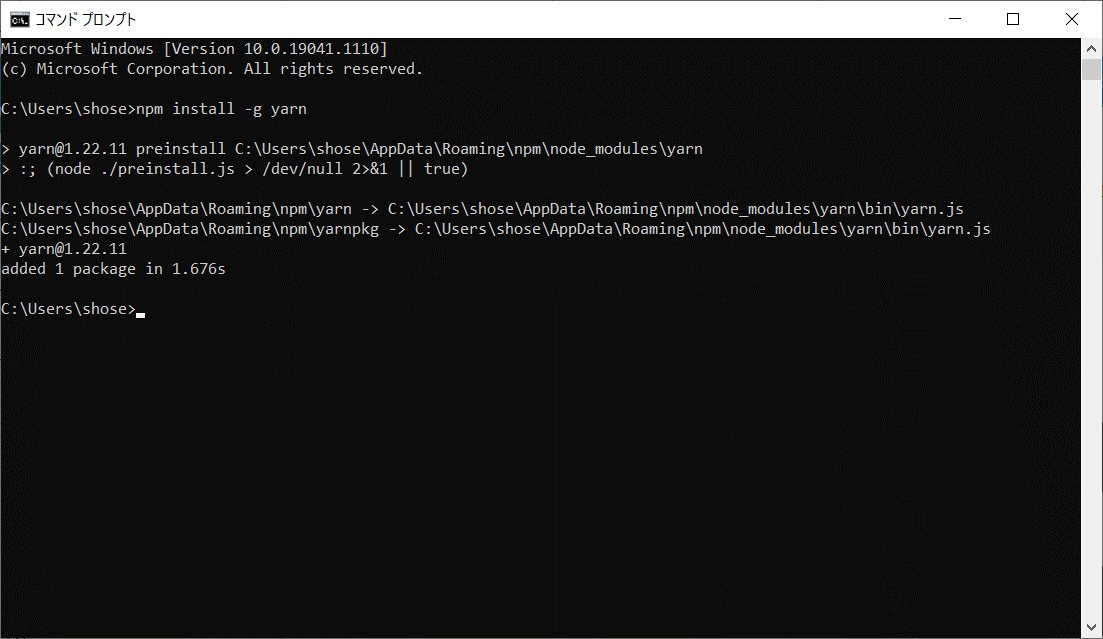 コマンド プロンプト
Microsoft Windows [Version 10.0.19041.1110]
(c) Microsoft Corporation. All rights reserved.
C:\Users\shose>npm install -g yarn
> yarn@1.22.11 preinstall C:\Users\shose\AppData\Roaming\npm\node_modules\yarn
> :; (node ./preinstall.js > /dev/null 2>&1 || true)
C:\Users\shose\AppData\Roaming\npm\yarn -> C:\Users\shose\AppData\Roaming\npm\node_modules\yarn\bin\yarn.js
C:\Users\shose\AppData\Roaming\npm\yarnpkg -> C:\Users\shose\AppData\Roaming\npm\node_modules\yarn\bin\yarn.js
+ yarn@1.22.11
added 1 package in 1.676s
C:\Users\shose>